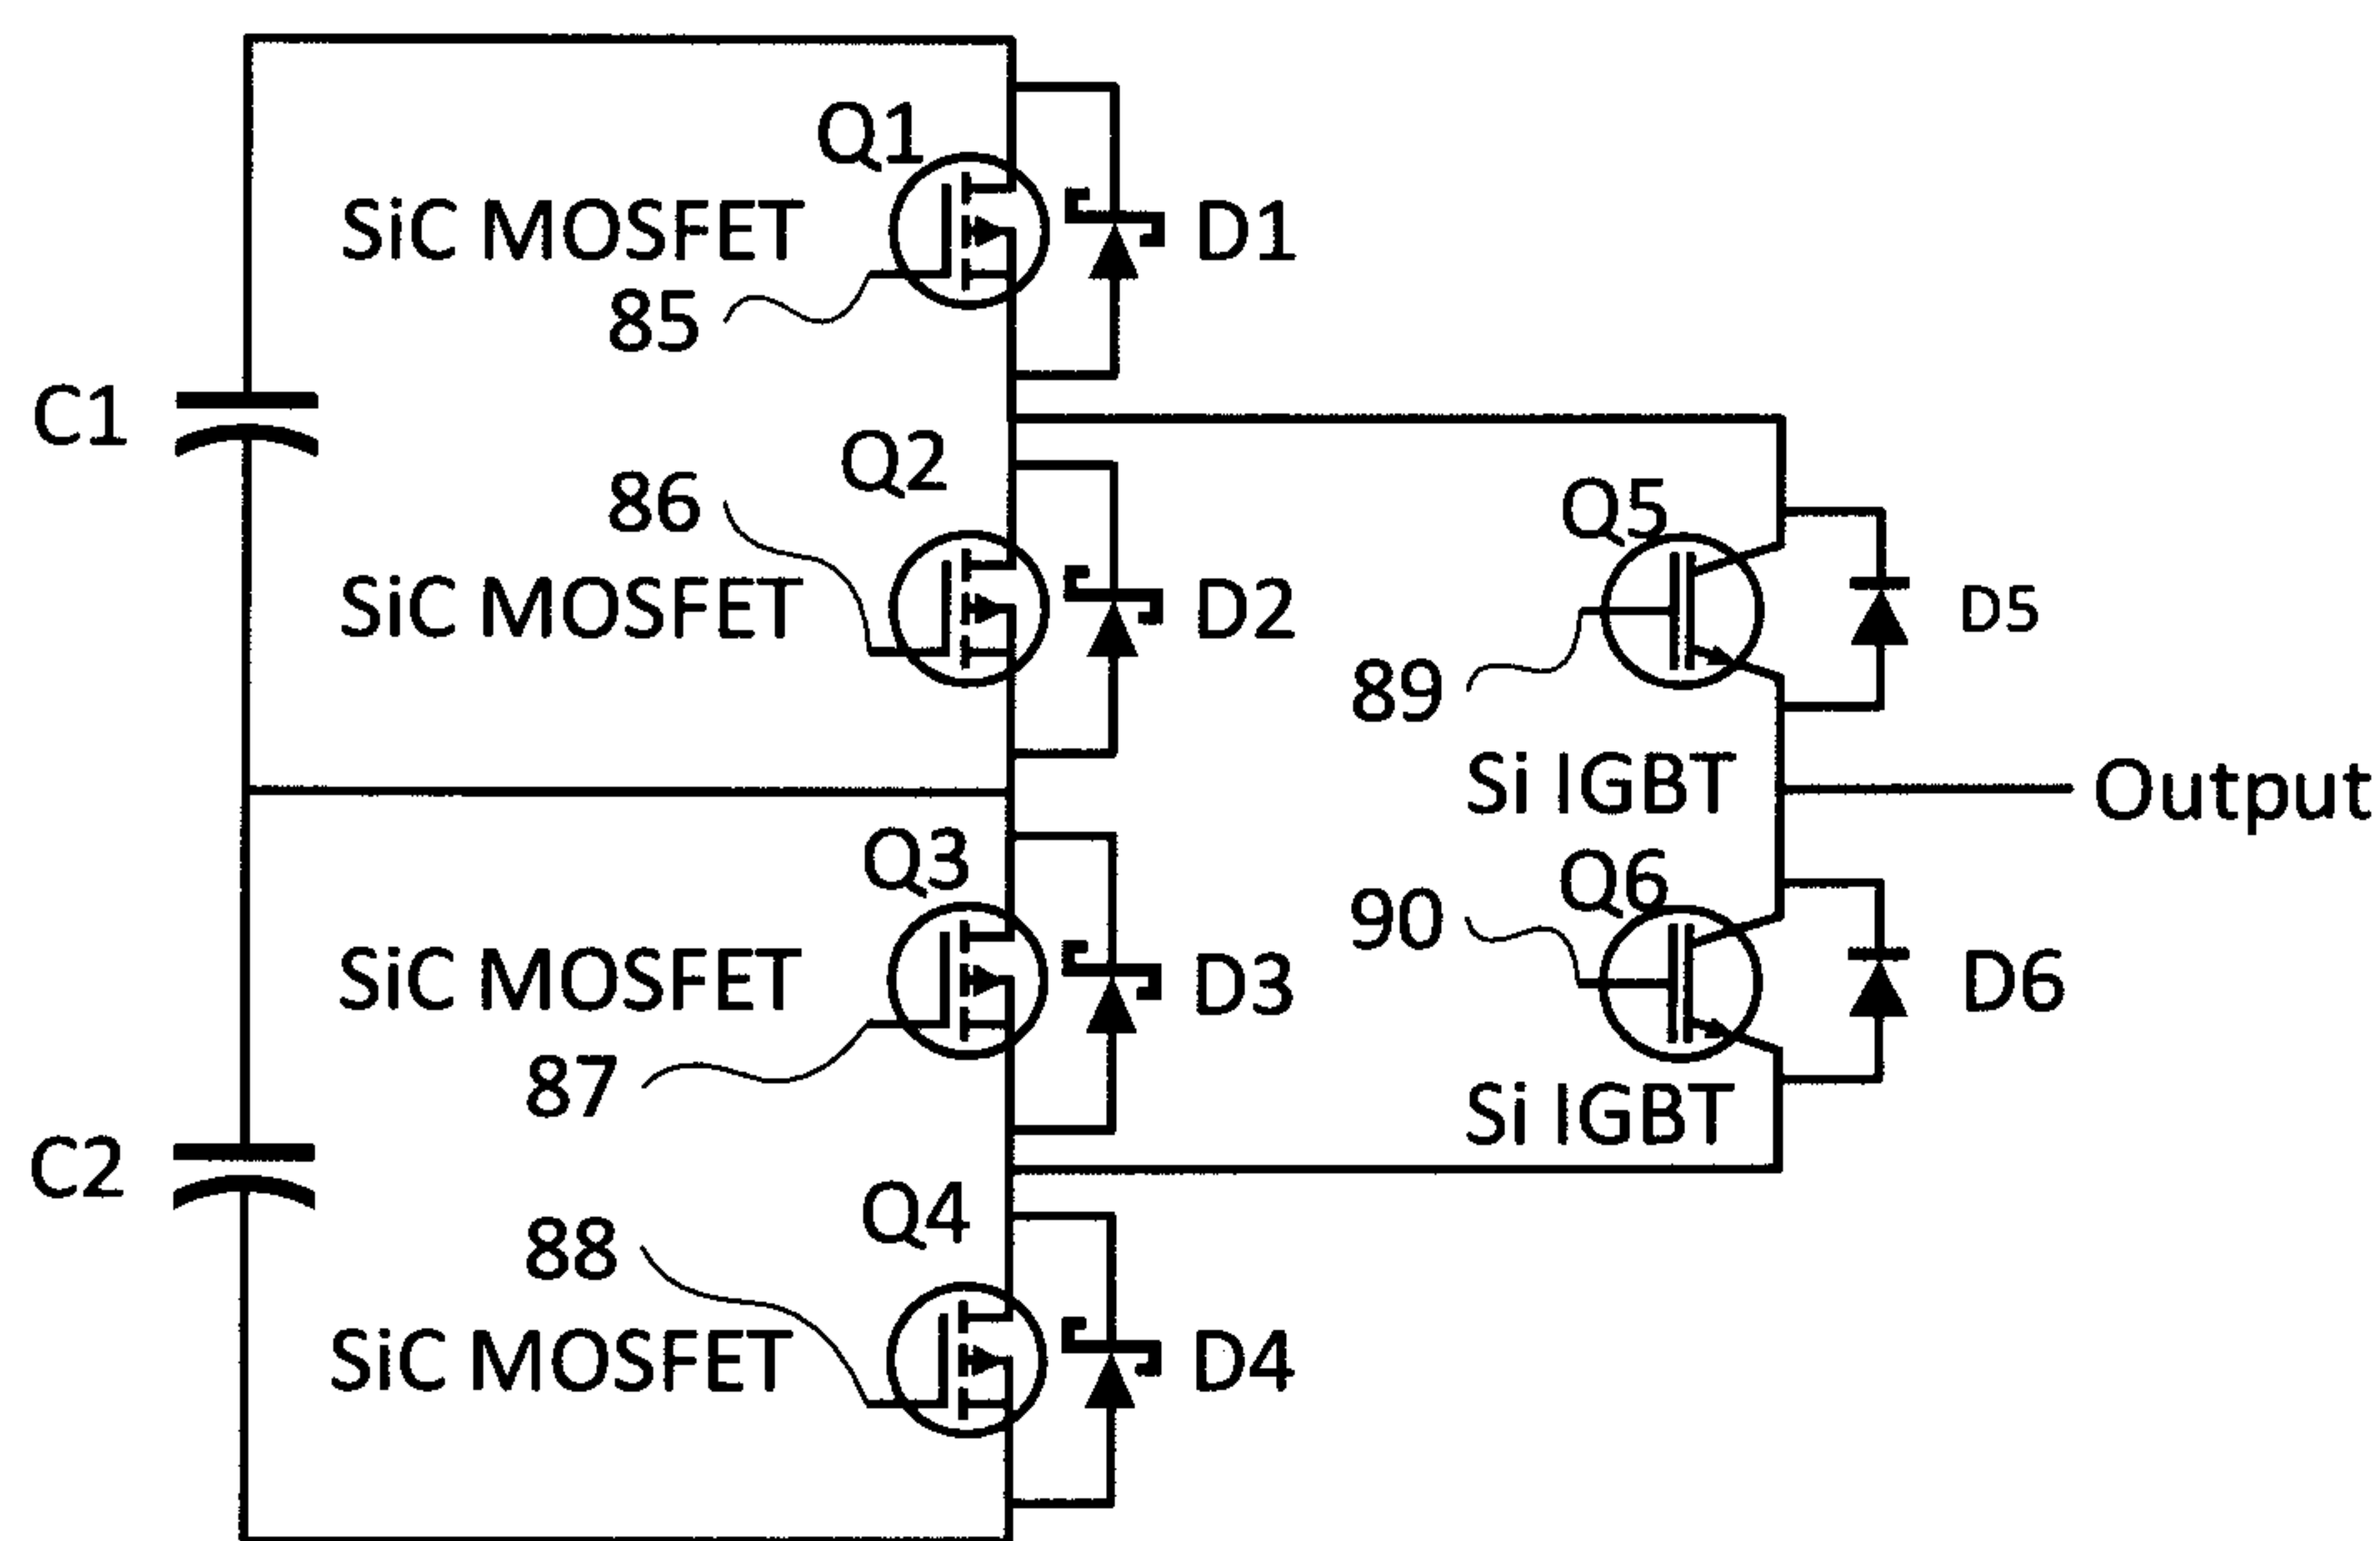 Q1
SiC MOSFET
D1
85
C1
Q2
86
SiC MOSFET
D2
Q5
D5
89
Si IGBT
Output
Q3
SiC MOSFET
D3
87
Q6
90
D6
Si IGBT
C2
Q4
88
SiC MOSFET
D4